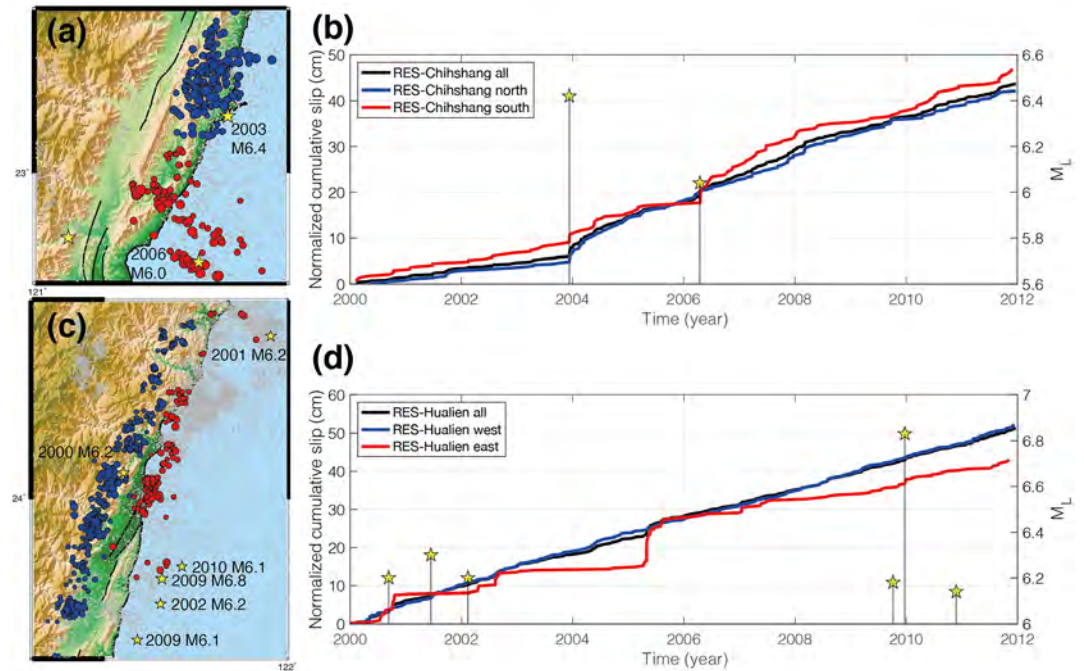 (a)
2003
M6.4
23°
2006
M6.0
121°
(b)
Normalized cumulative slip (cm)
50
40
30
20
10
0
RES-Chihshang all
RES-Chihshang north
RES-Chihshang south
6.6
6.4
6.2
6
5.8
5.6
M_L
2000
2002
2004
2006
2008
2010
2012
Time (year)
(c)
2001 M6.2
2000 M6.2
24°
2010 M6.1
2009 M6.8
2002 M6.2
2009 M6.1
122°
(d)
Normalized cumulative slip (cm)
60
50
40
30
20
10
0
RES-Hualien all
RES-Hualien west
RES-Hualien east
7
6.8
6.6
6.4
6.2
6
M_L
2000
2002
2004
2006
2008
2010
2012
Time (year)